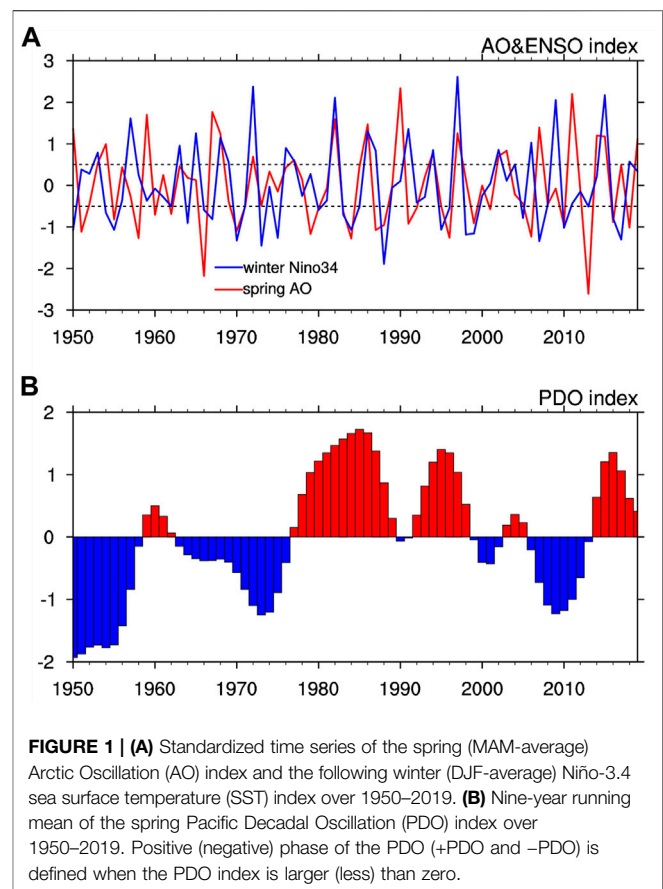 A
AO&ENSO index
3
2
1
0
-1
-2
-3
winter Nino34
spring AO
1950 1960 1970 1980 1990 2000 2010
B
PDO index
2
1
0
-1
-2
1950 1960 1970 1980 1990 2000 2010
FIGURE 1 | (A) Standardized time series of the spring (MAM-average)
Arctic Oscillation (AO) index and the following winter (DJF-average) Niño-3.4
sea surface temperature (SST) index over 1950–2019. (B) Nine-year running
mean of the spring Pacific Decadal Oscillation (PDO) index over
1950–2019. Positive (negative) phase of the PDO (+PDO and −PDO) is
defined when the PDO index is larger (less) than zero.